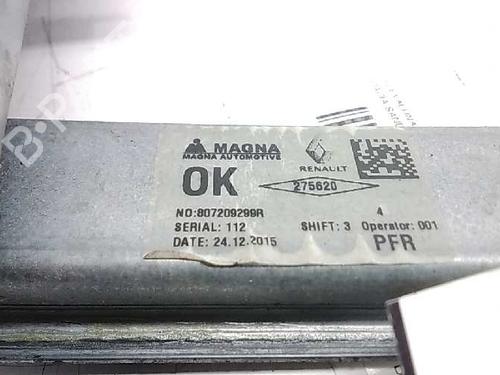 MAGNA
MAGNA AUTOMOTIVE
RENAULT
OK
275620
NO:807209299R
4
SERIAL: 112
SHIFT: 3 Operator: 001
DATE: 24.12.2015
PFR